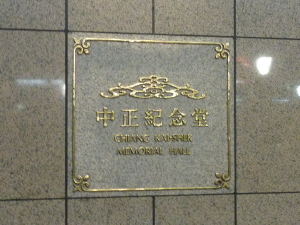 中正紀念堂
CHIANG KAI-SHEK
MEMORIAL HALL